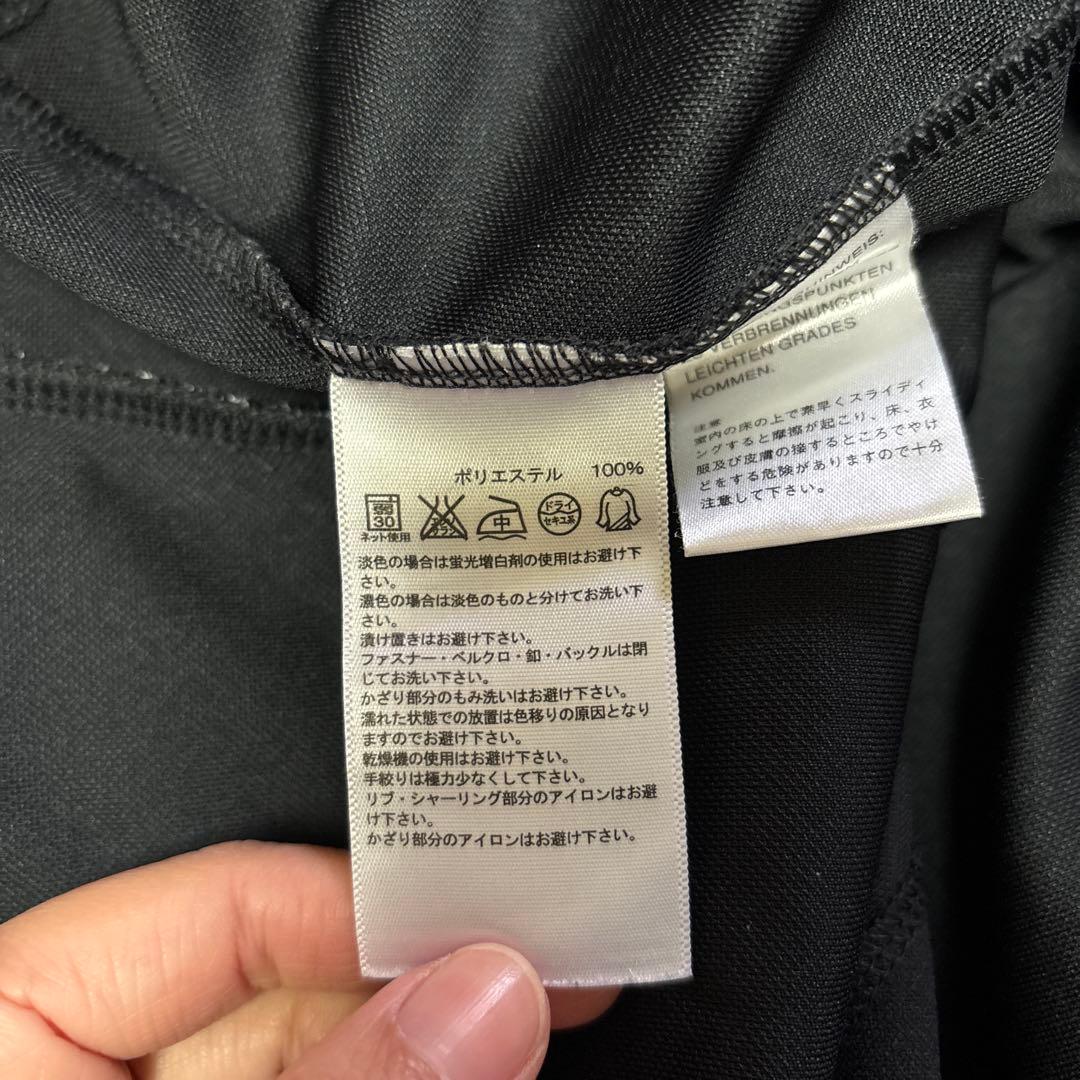 ポリエステル 100%
弱
30
ネット使用
中
ドライ
セキユ系
淡色の場合は蛍光増白剤の使用はお避け下
さい。
濃色の場合は淡色のものと分けてお洗い下
さい。
漬け置きはお避け下さい。
ファスナー・ベルクロ・釦・バックルは閉
じてお洗い下さい。
かざり部分のもみ洗いはお避け下さい。
濡れた状態での放置は色移りの原因となり
ますのでお避け下さい。
乾燥機の使用はお避け下さい。
手絞りは極力少なくして下さい。
リブ・シャーリング部分のアイロンはお避
け下さい。
かざり部分のアイロンはお避け下さい。
LEICHTEN GRADES
KOMMEN.
注意
室内の床の上で素早くスライディ
ングすると摩擦が起こり、床、衣
服及び皮膚の接するところでやけ
どをする危険がありますので十分
注意して下さい。